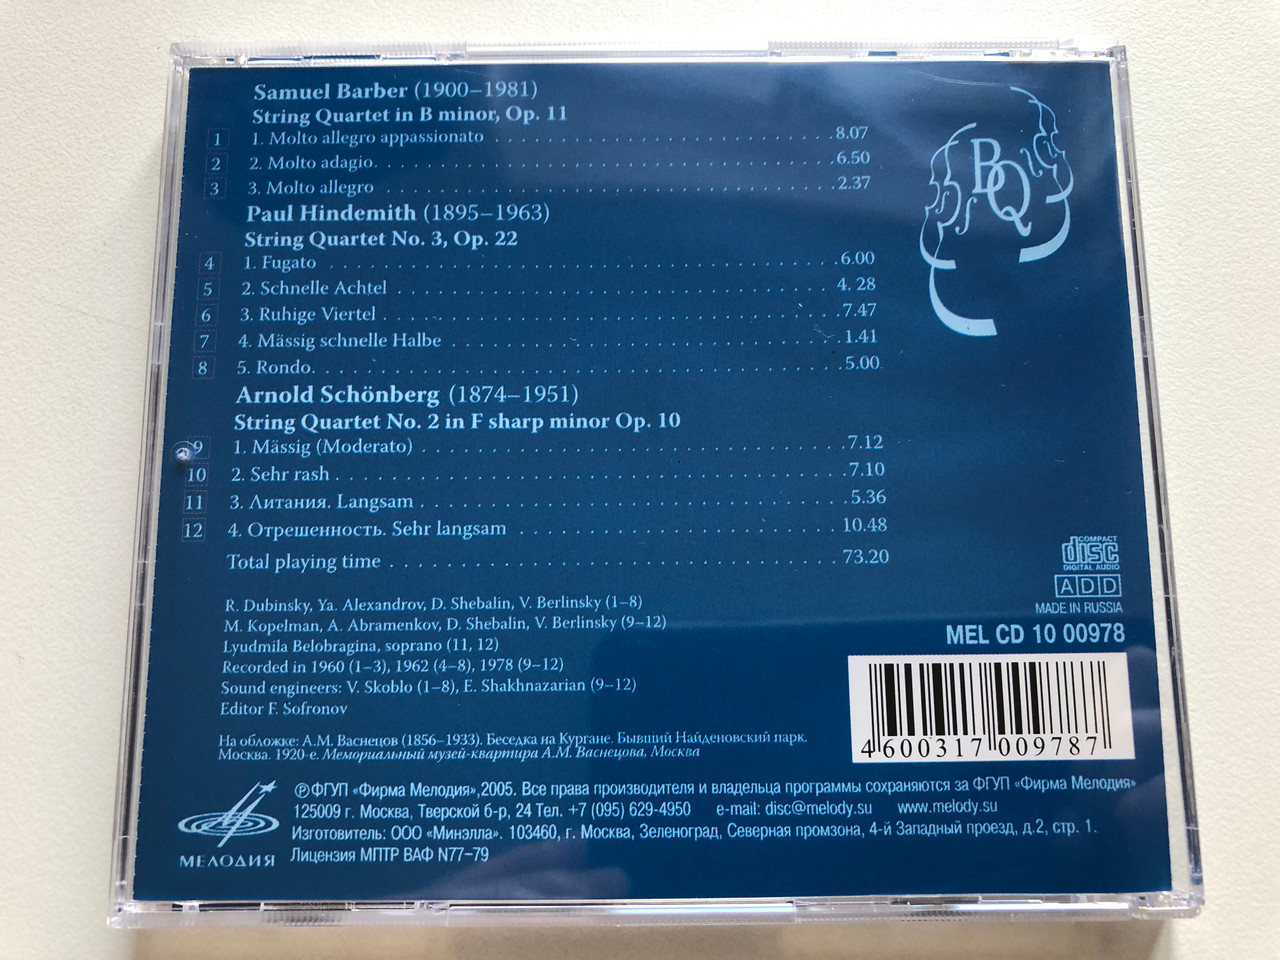 Samuel Barber (1900–1981)
String Quartet in B minor, Op. 11
1 1. Molto allegro appassionato 8.07
2 2. Molto adagio. 6.50
3 3. Molto allegro 2.37
Paul Hindemith (1895–1963)
String Quartet No. 3, Op. 22
4 1. Fugato 6.00
5 2. Schnelle Achtel 4. 28
6 3. Ruhige Viertel 7.47
7 4. Mässig schnelle Halbe 1.41
8 5. Rondo. 5.00
Arnold Schönberg (1874–1951)
String Quartet No. 2 in F sharp minor Op. 10
9 1. Mässig (Moderato) 7.12
10 2. Sehr rash 7.10
11 3. Литания. Langsam 5.36
12 4. Отрешенность. Sehr langsam 10.48
Total playing time 73.20
BQ
R. Dubinsky, Ya. Alexandrov, D. Shebalin, V. Berlinsky (1–8)
M. Kopelman, A. Abramenkov, D. Shebalin, V. Berlinsky (9–12)
Lyudmila Belobragina, soprano (11, 12)
Recorded in 1960 (1–3), 1962 (4–8), 1978 (9–12)
Sound engineers: V. Skoblo (1–8), E. Shakhnazarian (9–12)
Editor F. Sofronov
COMPACT
disc
DIGITAL AUDIO
ADD
MADE IN RUSSIA
MEL CD 10 00978
4 600317 009787
На обложке: А.М. Васнецов (1856–1933). Беседка на Кургане. Бывший Найденовский парк.
Москва. 1920-е. Мемориальный музей-квартира А.М. Васнецова, Москва
МЕЛОДИЯ
℗ФГУП «Фирма Мелодия»,2005. Все права производителя и владельца программы сохраняются за ФГУП «Фирма Мелодия»
125009 г. Москва, Тверской б-р, 24 Тел. +7 (095) 629-4950 e-mail: disc@melody.su www.melody.su
Изготовитель: ООО «Минэлла». 103460, г. Москва, Зеленоград, Северная промзона, 4-й Западный проезд, д.2, стр. 1.
Лицензия МПТР ВАФ N77-79